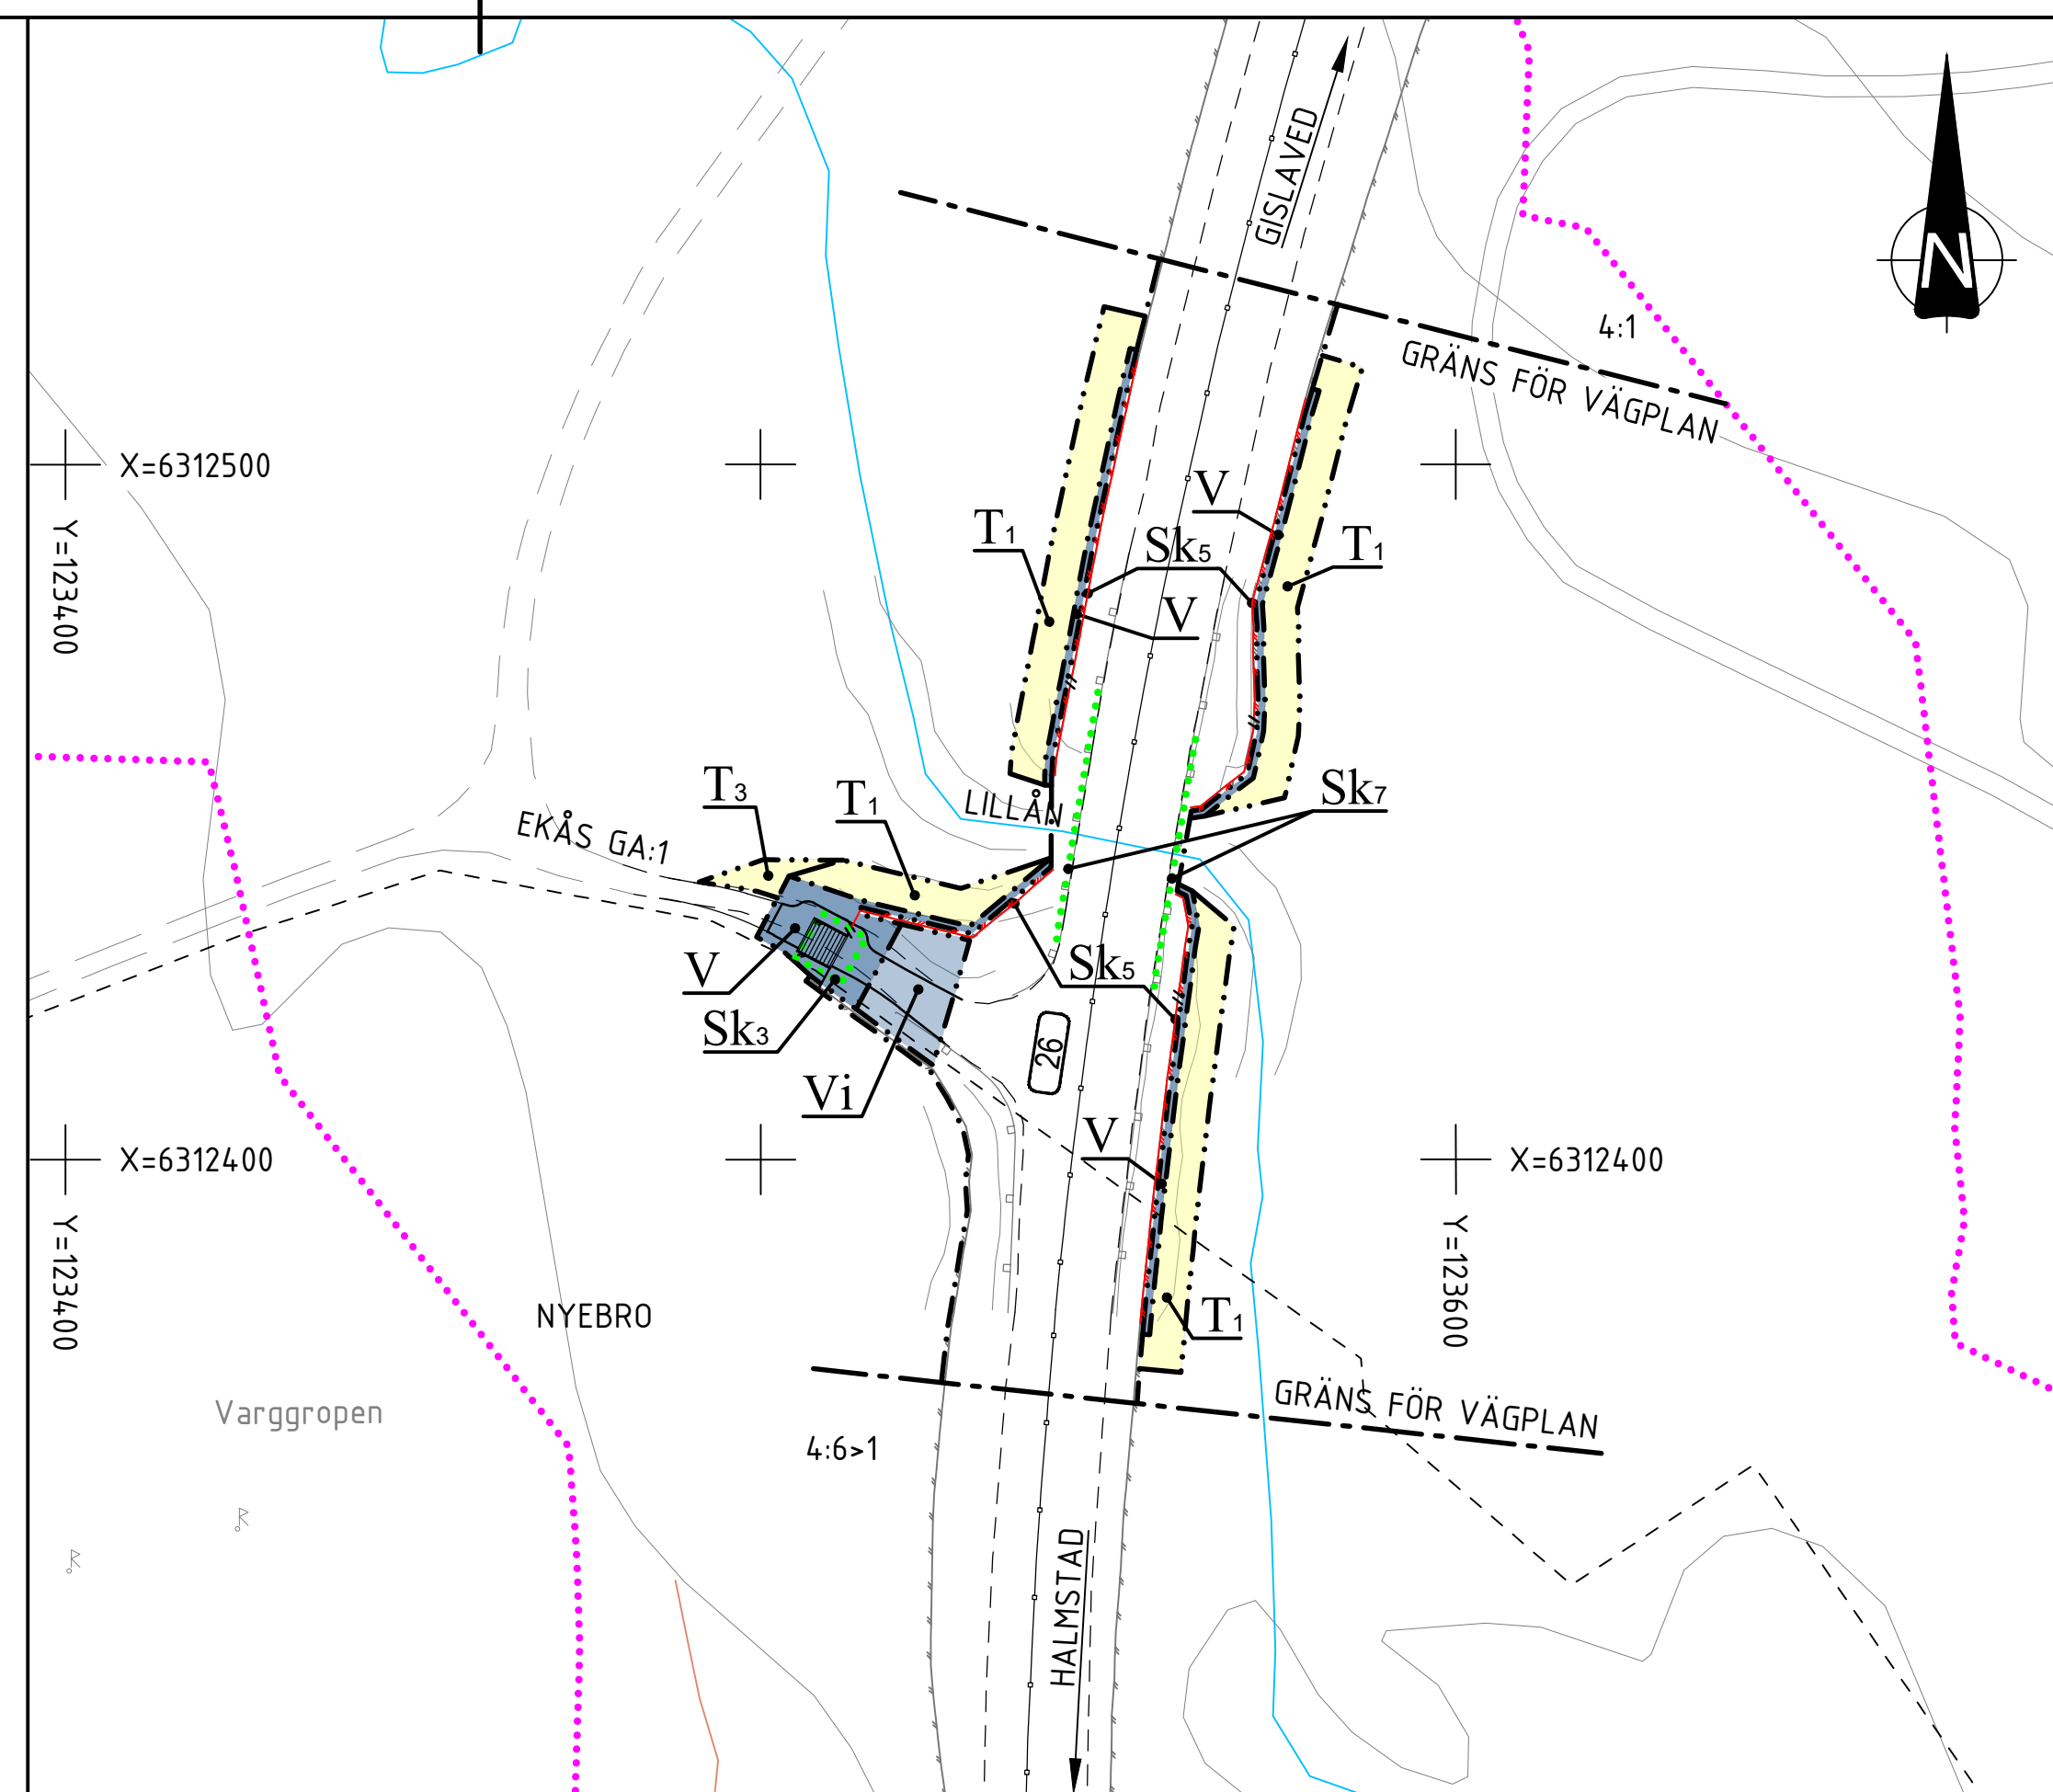 GISLAVED
N
4:1
GRÄNS FÖR VÄGPLAN
X=6312500
Y=123400
V
T1
Sk5
T1
V
T3
T1
LILLÅN
Sk7
EKÅS GA:1
V
Sk5
Sk3
26
Vi
V
X=6312400
X=6312400
Y=123400
Y=123600
NYEBRO
T1
GRÄNS FÖR VÄGPLAN
Varggropen
4:6>1
R
R
HALMSTAD